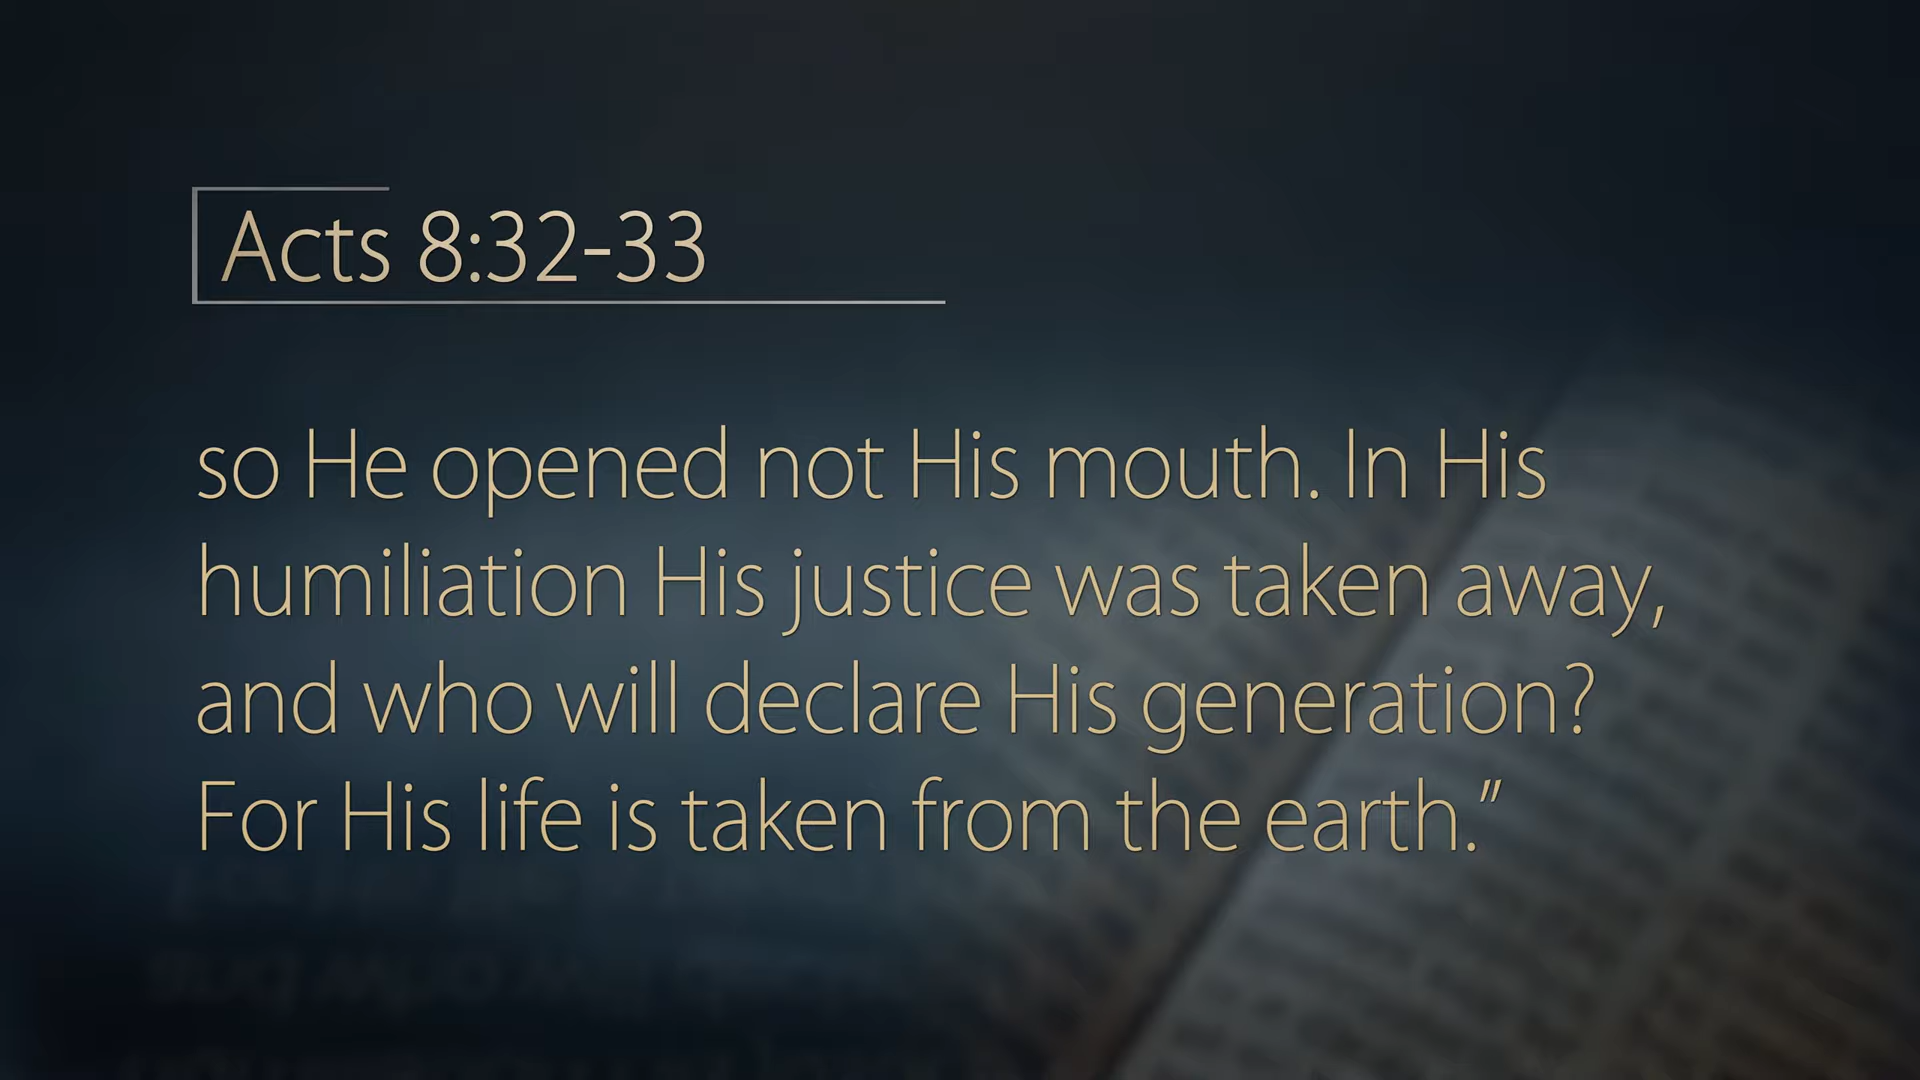 Acts 8:32-33
so He opened not His mouth. In His
humiliation His justice was taken away,
and who will declare His generation?
For His life is taken from the earth.”